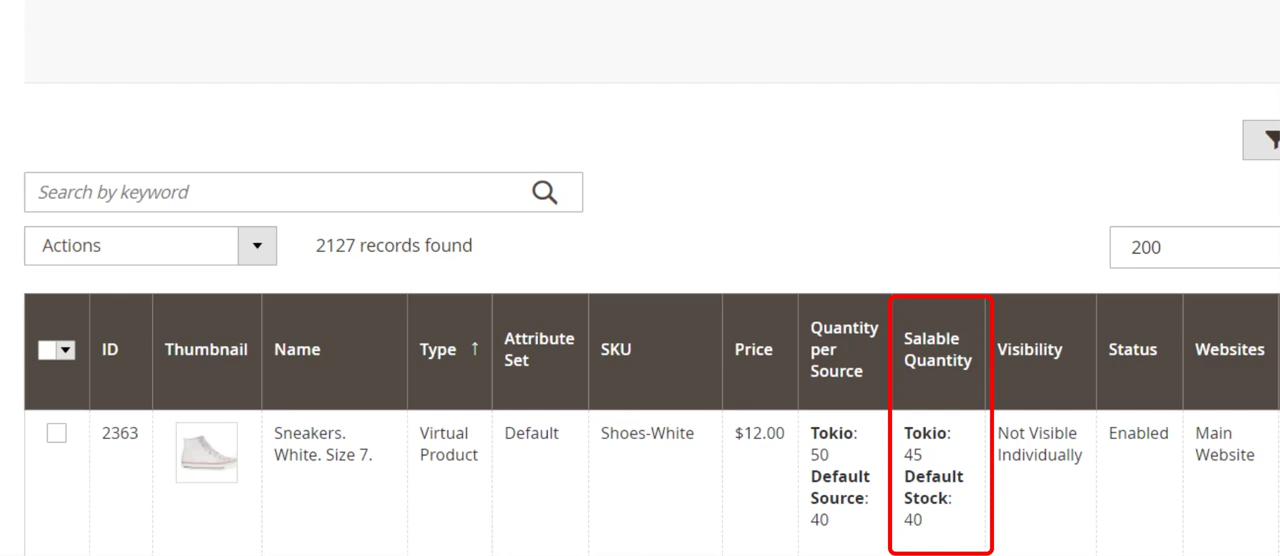 Search by keyword
Actions
2127 records found
200
ID
Thumbnail
Name
Type ↑
Attribute
Set
SKU
Price
Quantity
per
Source
Salable
Quantity
Visibility
Status
Websites
2363
Sneakers.
White. Size 7.
Virtual
Product
Default
Shoes-White
$12.00
Tokio:
50
Default
Source:
40
Tokio:
45
Default
Stock:
40
Not Visible
Individually
Enabled
Main
Website